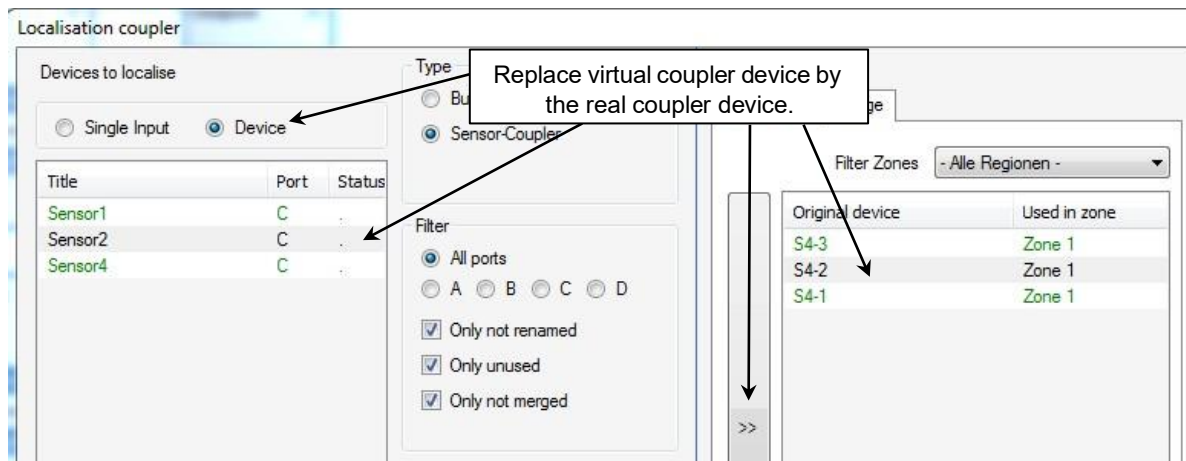 Localisation coupler
Devices to localise
Single Input Device
Title Port Status
Sensor1 C .
Sensor2 C .
Sensor4 C .
Type
Bu
Sensor-Coupler
Filter
All ports
A B C D
Only not renamed
Only unused
Only not merged
Replace virtual coupler device by
the real coupler device.
>>
ge
Filter Zones - Alle Regionen -
Original device Used in zone
S4-3 Zone 1
S4-2 Zone 1
S4-1 Zone 1